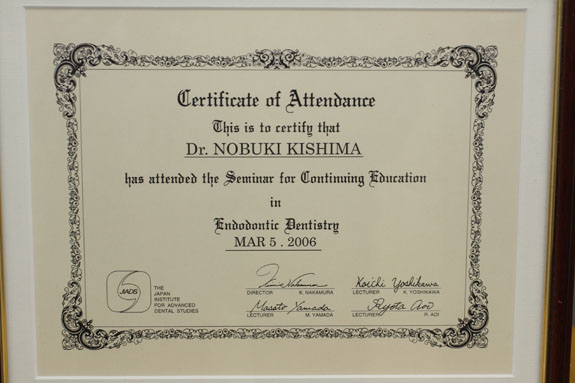 Certificate of Attendance
This is to certify that
Dr. NOBUKI KISHIMA
has attended the Seminar for Continuing Education
in
Endodontic Dentistry
MAR 5 . 2006
JIADS
THE
JAPAN
INSTITUTE
FOR ADVANCED
DENTAL STUDIES
DIRECTOR K. NAKAMURA
Koichi Yoshikawa
LECTURER K. YOSHIKAWA
Masato Yamada
LECTURER M. YAMADA
Ryota Aoi
LECTURER R. AOI